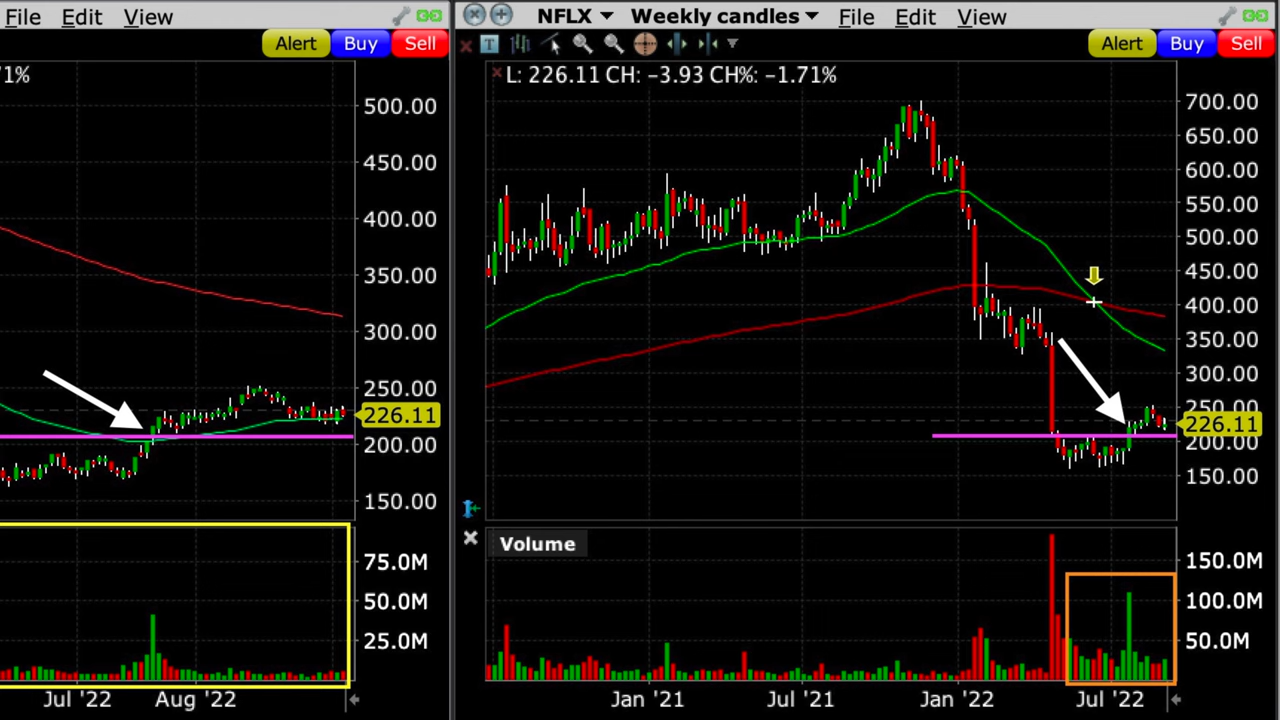 File Edit View
Alert Buy Sell
1%
500.00
450.00
400.00
350.00
300.00
250.00
226.11
200.00
150.00
75.0M
50.0M
25.0M
Jul '22 Aug '22
NFLX Weekly candles File Edit View
T
Alert Buy Sell
L: 226.11 CH: −3.93 CH%: −1.71%
700.00
650.00
600.00
550.00
500.00
450.00
400.00
350.00
300.00
250.00
226.11
200.00
150.00
Volume
150.0M
100.0M
50.0M
Jan '21 Jul '21 Jan '22 Jul '22